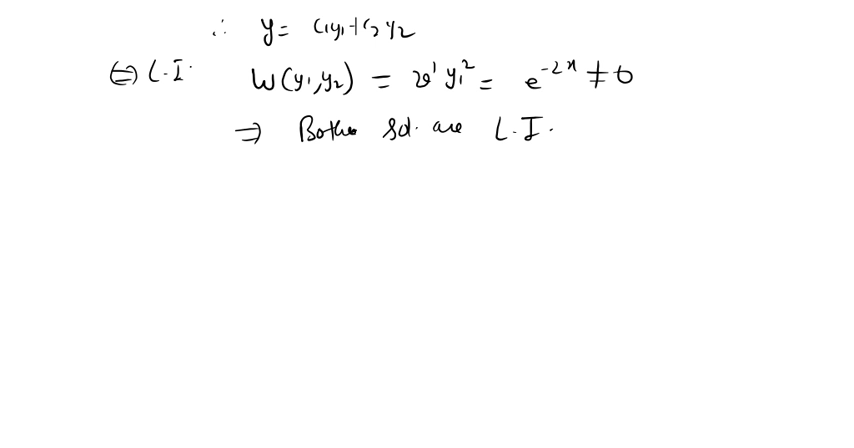 ∴ y = c₁y₁ + c₂y₂
⇔ L.I. W(y₁,y₂) = v' y₁² = e⁻²ˣ ≠ 0
⇒ Both sol. are L.I.